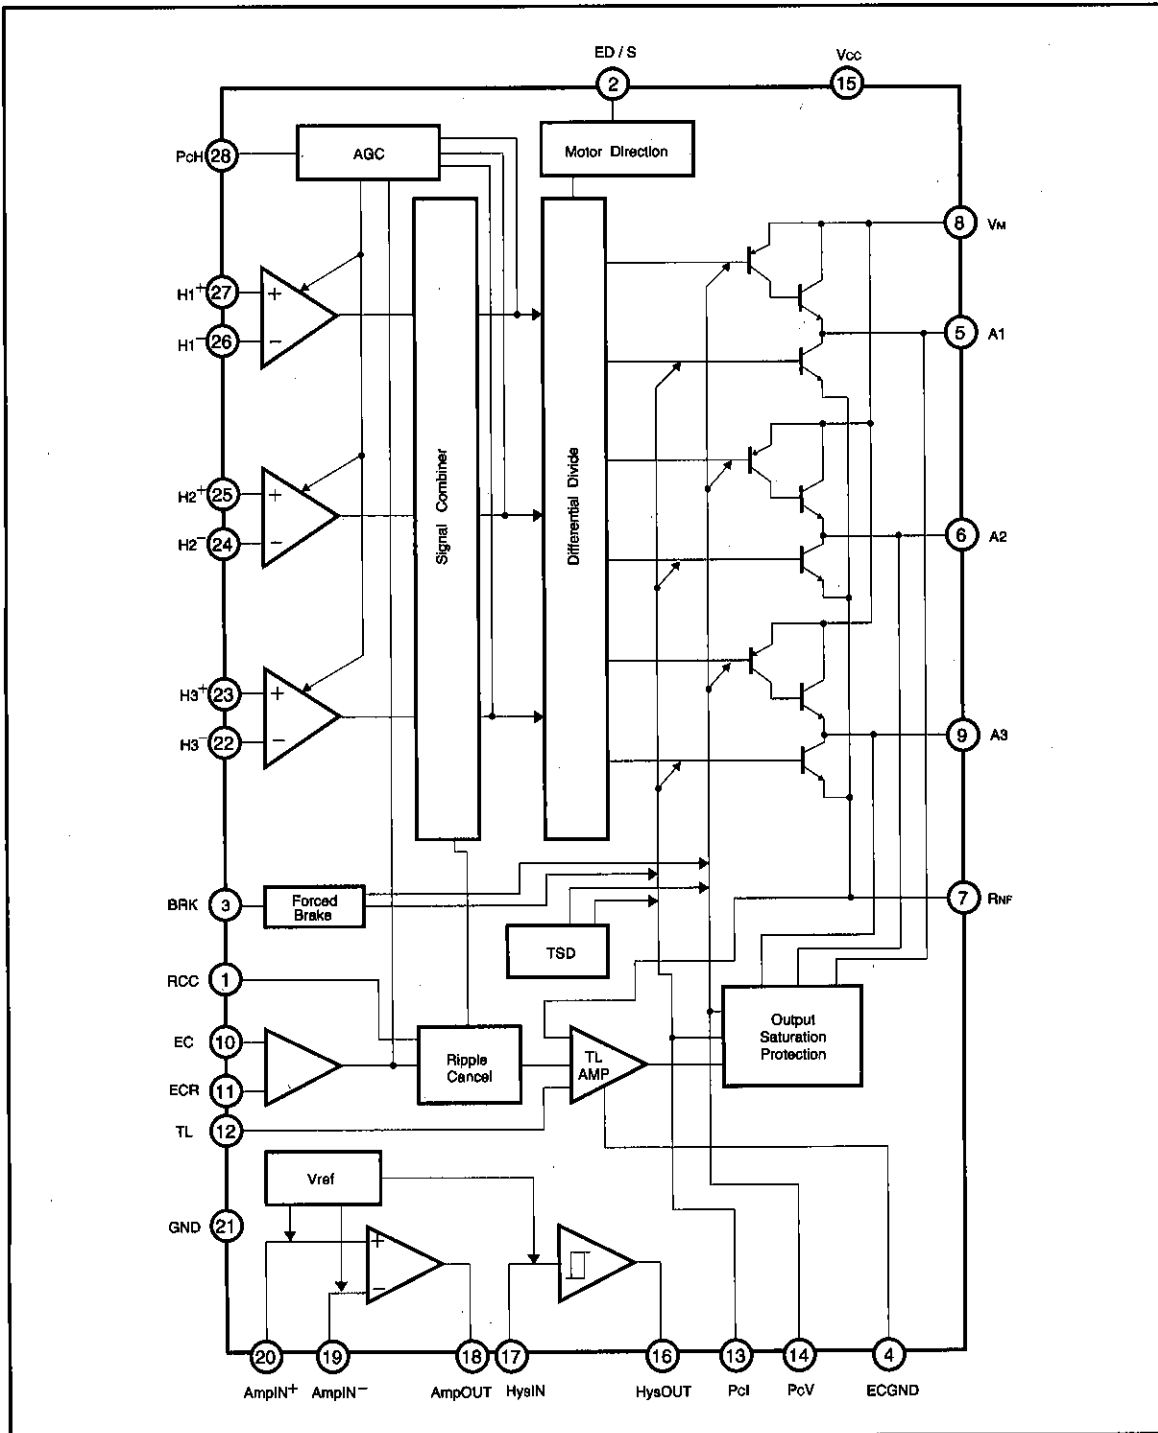 ED / S
VCC
2
15
PCH 28
AGC
Motor Direction
8 VM
H1+ 27
+
H1− 26
−
5 A1
Signal Combiner
Differential Divide
H2+ 25
+
H2− 24
−
6 A2
H3+ 23
+
H3− 22
−
9 A3
BRK 3
Forced
Brake
7 RNF
TSD
RCC 1
Output
Saturation
Protection
EC 10
Ripple
Cancel
TL
AMP
ECR 11
TL 12
Vref
GND 21
+
−
20
19
18
17
16
13
14
4
AmpIN+
AmpIN−
AmpOUT
HysIN
HysOUT
PcI
PcV
ECGND